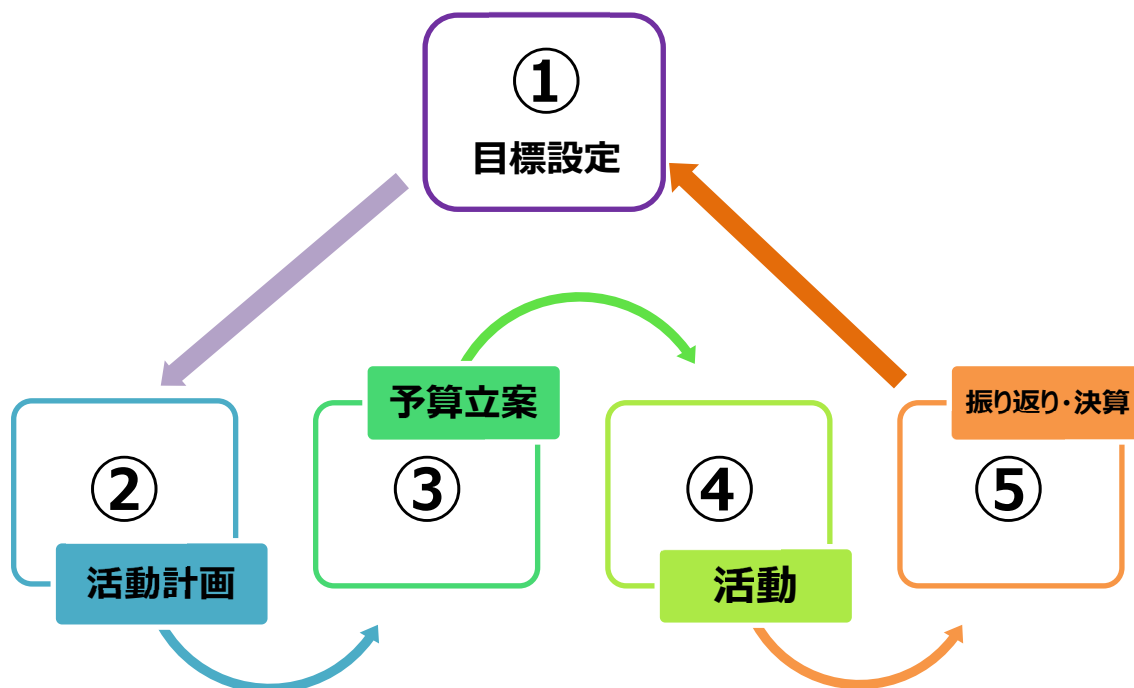 ①
目標設定
②
活動計画
予算立案
③
④
活動
振り返り・決算
⑤